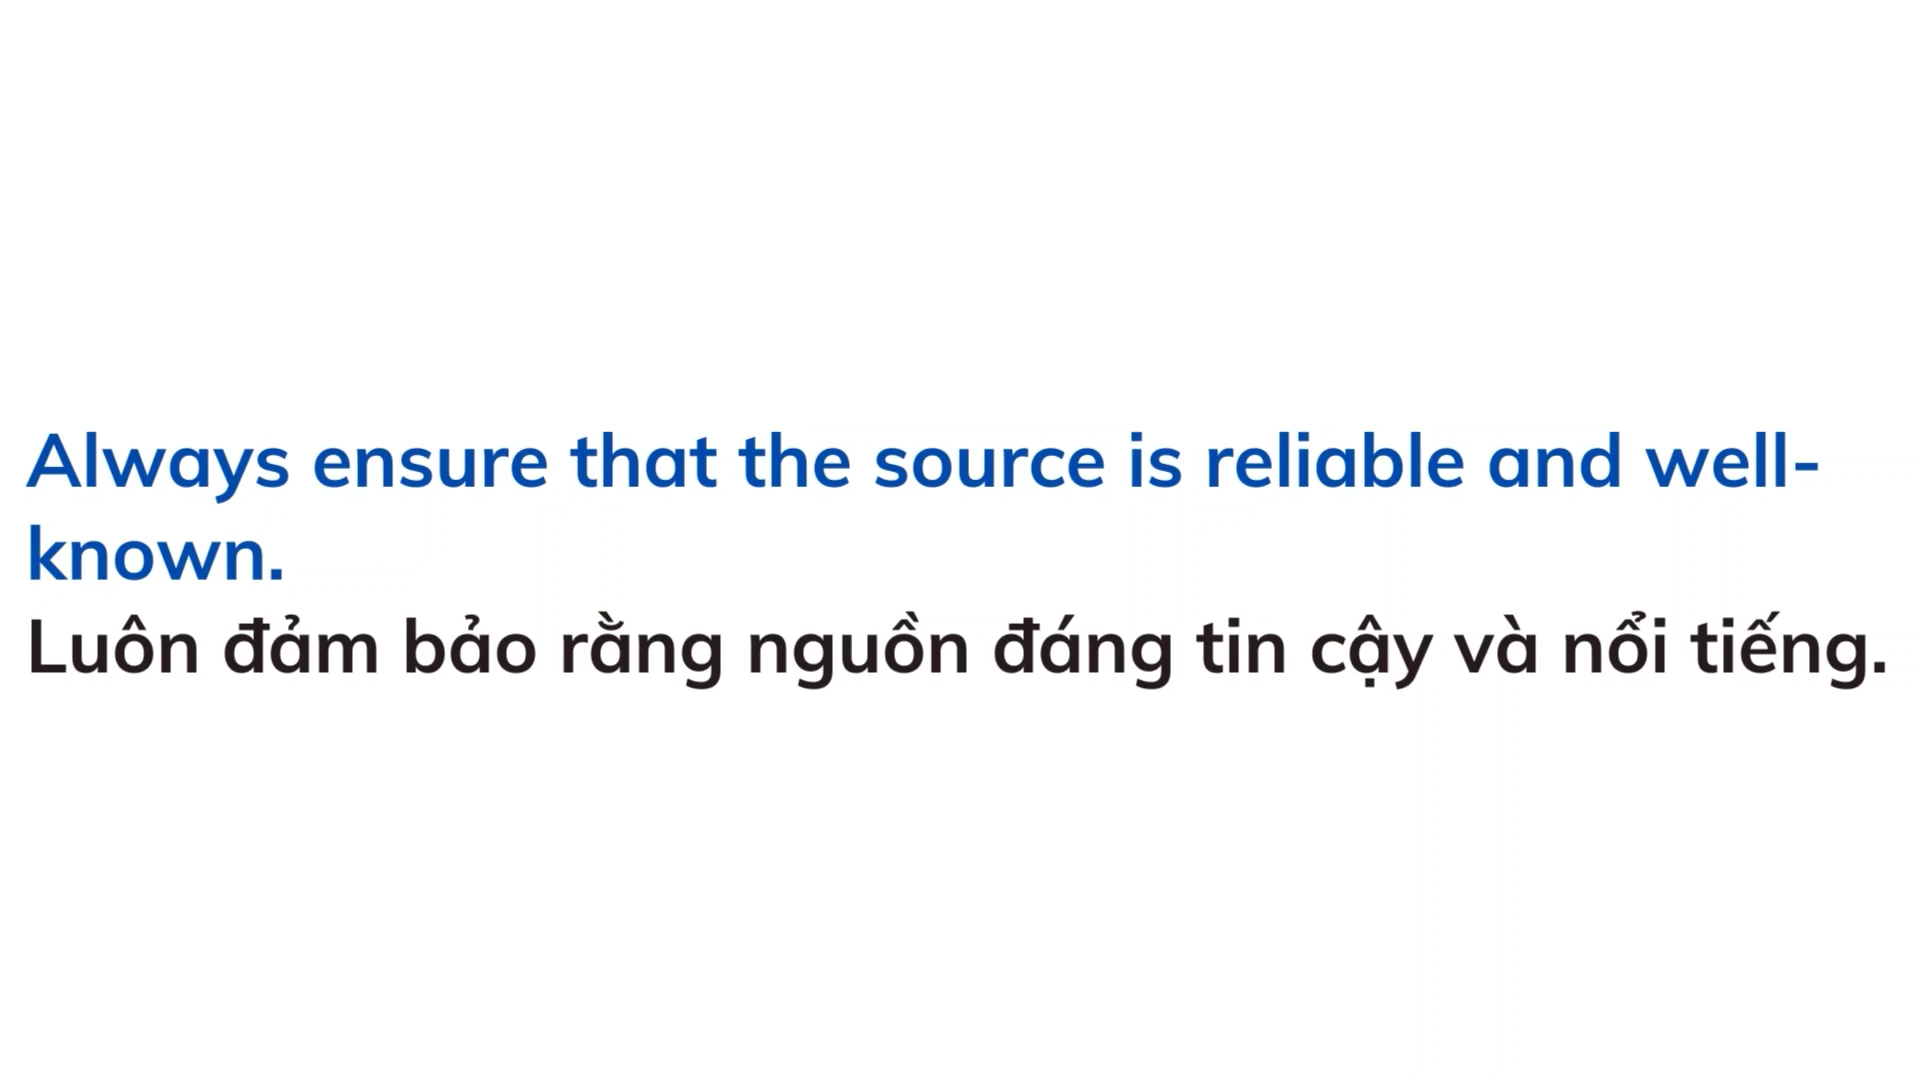 Always ensure that the source is reliable and well-
known.
Luôn đảm bảo rằng nguồn đáng tin cậy và nổi tiếng.